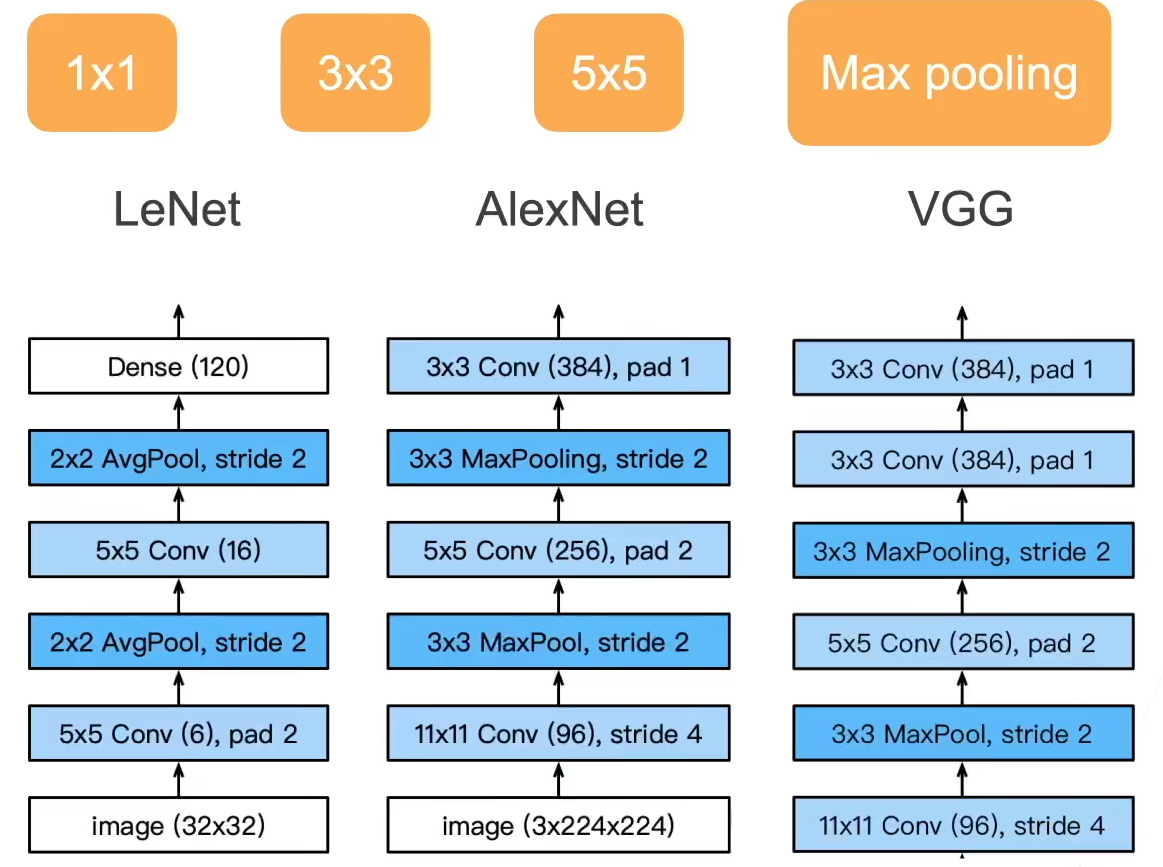 1x1
3x3
5x5
Max pooling
LeNet
AlexNet
VGG
Dense (120)
2x2 AvgPool, stride 2
5x5 Conv (16)
2x2 AvgPool, stride 2
5x5 Conv (6), pad 2
image (32x32)
3x3 Conv (384), pad 1
3x3 MaxPooling, stride 2
5x5 Conv (256), pad 2
3x3 MaxPool, stride 2
11x11 Conv (96), stride 4
image (3x224x224)
3x3 Conv (384), pad 1
3x3 Conv (384), pad 1
3x3 MaxPooling, stride 2
5x5 Conv (256), pad 2
3x3 MaxPool, stride 2
11x11 Conv (96), stride 4